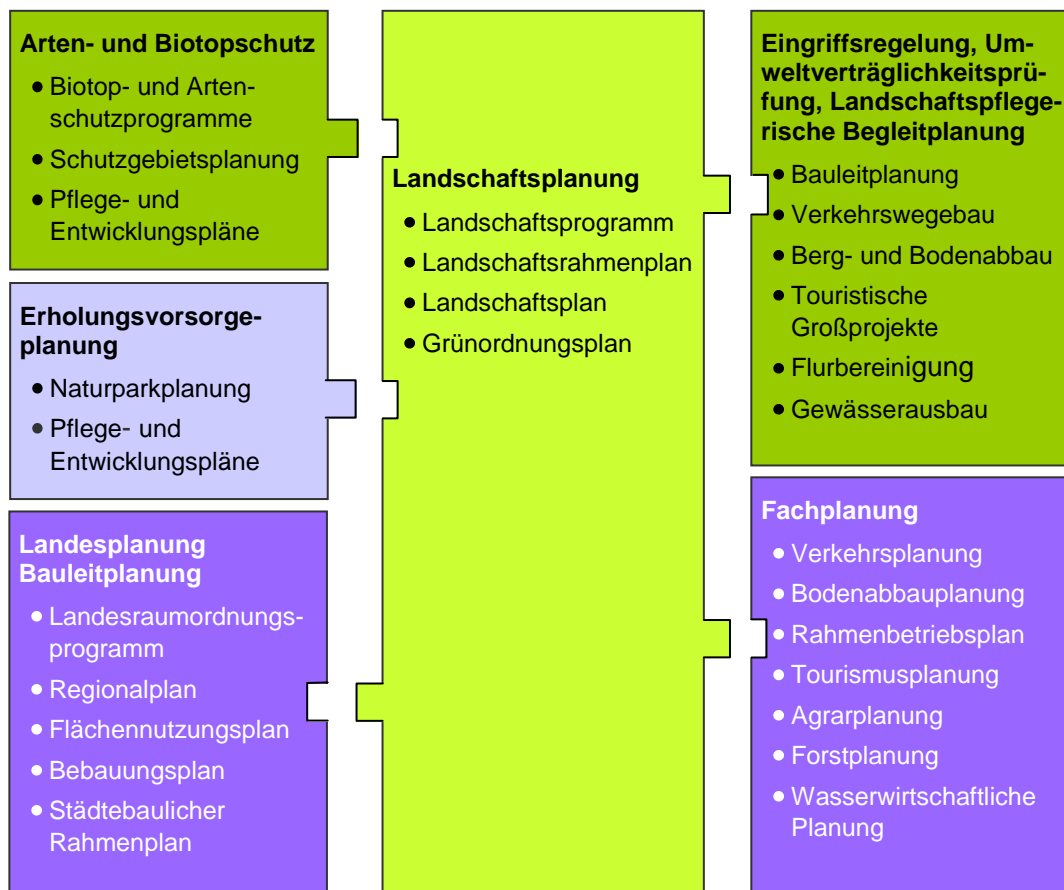 Arten- und Biotopschutz
• Biotop- und Arten-
schutzprogramme
• Schutzgebietsplanung
• Pflege- und
Entwicklungspläne
Erholungsvorsorge-
planung
• Naturparkplanung
• Pflege- und
Entwicklungspläne
Landesplanung
Bauleitplanung
• Landesraumordnungs-
programm
• Regionalplan
• Flächennutzungsplan
• Bebauungsplan
• Städtebaulicher
Rahmenplan
Landschaftsplanung
• Landschaftsprogramm
• Landschaftsrahmenplan
• Landschaftsplan
• Grünordnungsplan
Eingriffsregelung, Um-
weltverträglichkeitsprü-
fung, Landschaftspflege-
rische Begleitplanung
• Bauleitplanung
• Verkehrswegebau
• Berg- und Bodenabbau
• Touristische
Großprojekte
• Flurbereinigung
• Gewässerausbau
Fachplanung
• Verkehrsplanung
• Bodenabbauplanung
• Rahmenbetriebsplan
• Tourismusplanung
• Agrarplanung
• Forstplanung
• Wasserwirtschaftliche
Planung